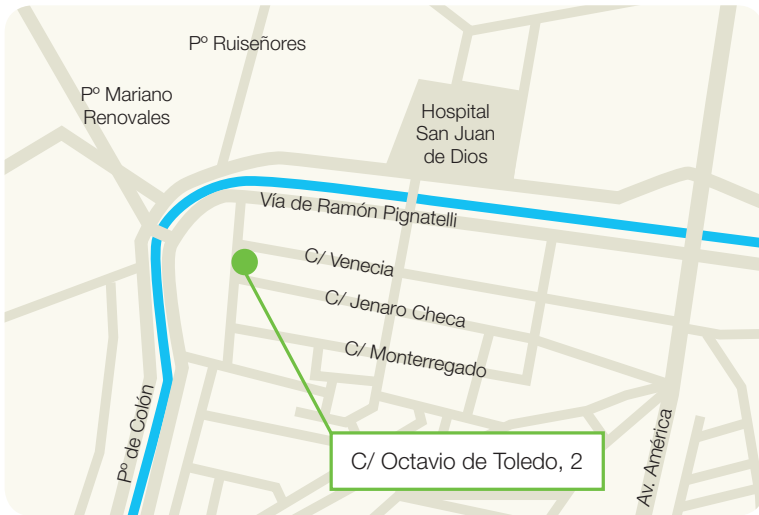 Pº Ruiseñores
Pº Mariano
Renovales
Hospital
San Juan
de Dios
Vía de Ramón Pignatelli
C/ Venecia
C/ Jenaro Checa
C/ Monterregado
Pº de Colón
Av. América
C/ Octavio de Toledo, 2